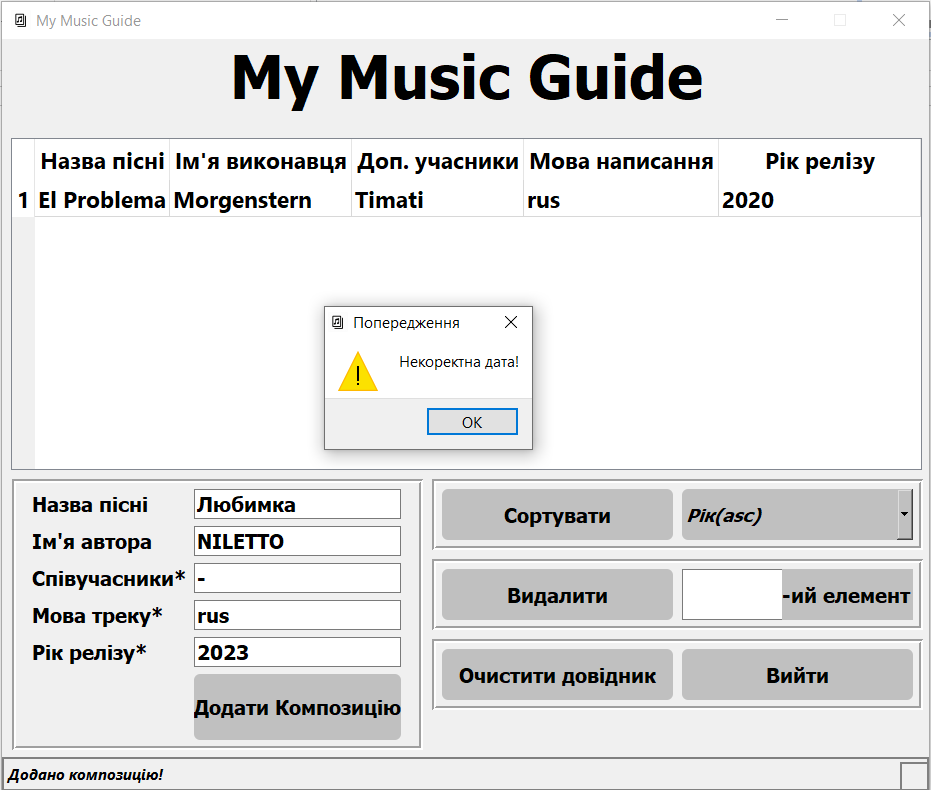 My Music Guide
My Music Guide
Назва пісні Ім'я виконавця Доп. учасники Мова написання Рік релізу
1 El Problema Morgenstern Timati rus 2020
Попередження
Некоректна дата!
OK
Назва пісні Любимка
Ім'я автора NILETTO
Співучасники* -
Мова треку* rus
Рік релізу* 2023
Додати Композицію
Сортувати Рік(asc)
Видалити -ий елемент
Очистити довідник Вийти
Додано композицію!